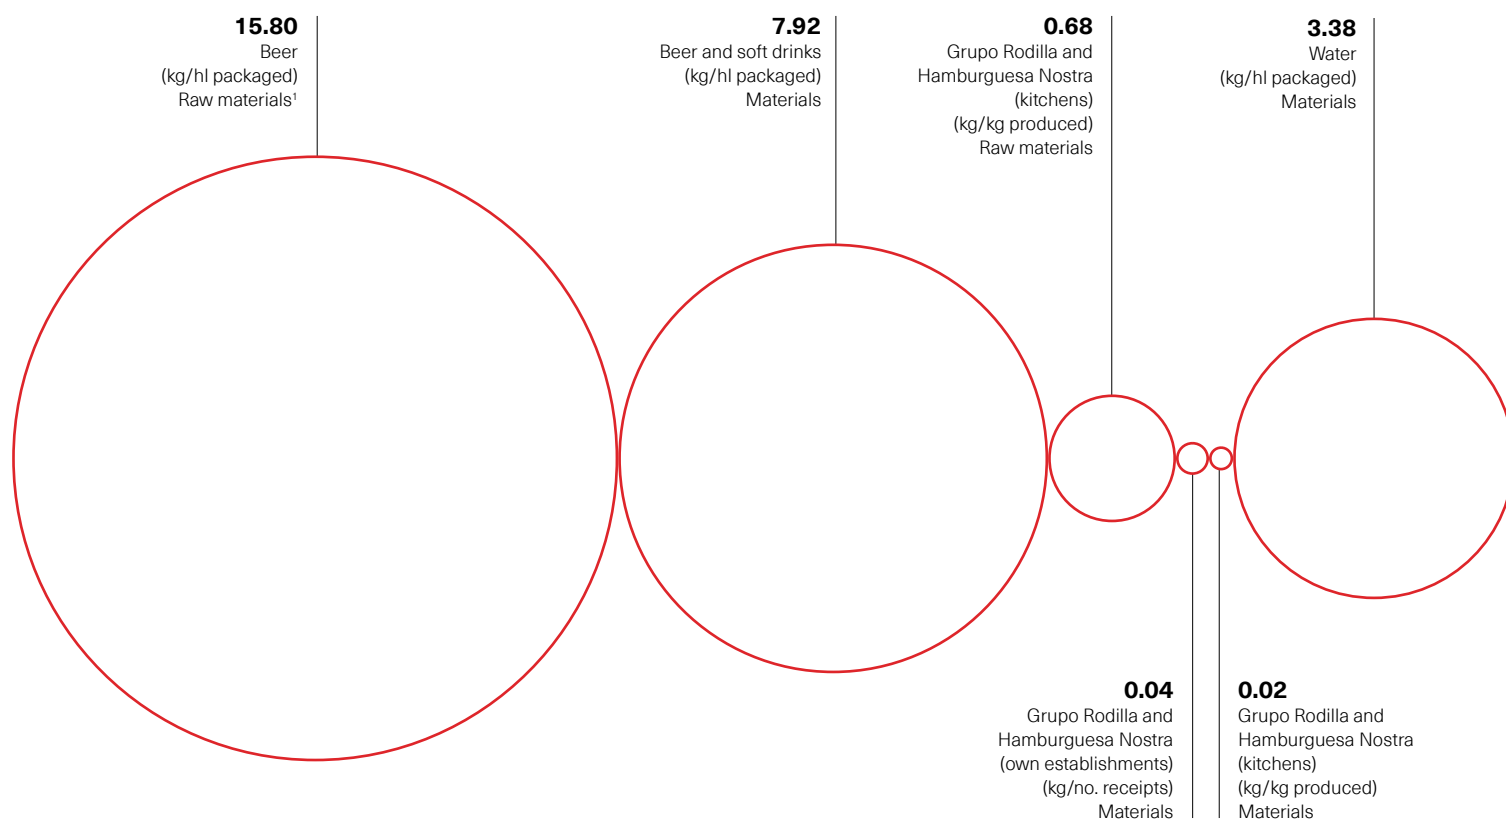 15.80
Beer
(kg/hl packaged)
Raw materials¹
7.92
Beer and soft drinks
(kg/hl packaged)
Materials
0.68
Grupo Rodilla and
Hamburguesa Nostra
(kitchens)
(kg/kg produced)
Raw materials
3.38
Water
(kg/hl packaged)
Materials
0.04
Grupo Rodilla and
Hamburguesa Nostra
(own establishments)
(kg/no. receipts)
Materials
0.02
Grupo Rodilla and
Hamburguesa Nostra
(kitchens)
(kg/kg produced)
Materials